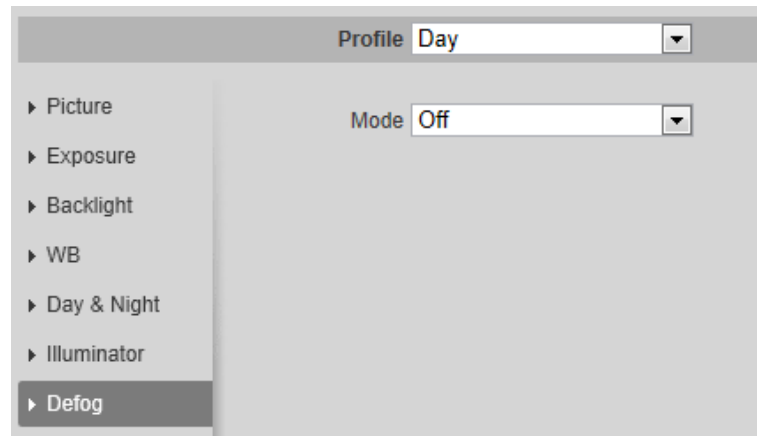 Profile Day
Picture
Mode Off
Exposure
Backlight
WB
Day & Night
Illuminator
Defog